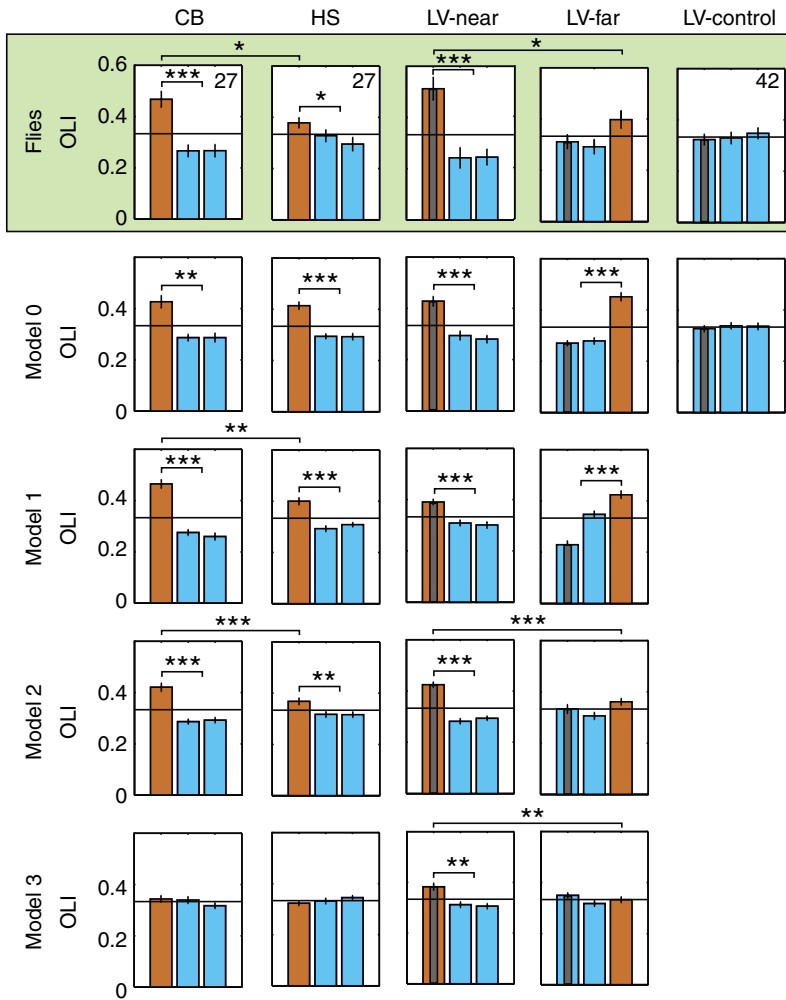 CB HS LV-near LV-far LV-control
* *
0.6 *** 27 * 27 *** 42
0.4
Flies OLI
0.2
0
** *** *** ***
0.4
Model 0 OLI
0.2
0
**
*** *** *** ***
0.4
Model 1 OLI
0.2
0
*** ***
*** ** ***
0.4
Model 2 OLI
0.2
0
**
**
0.4
Model 3 OLI
0.2
0